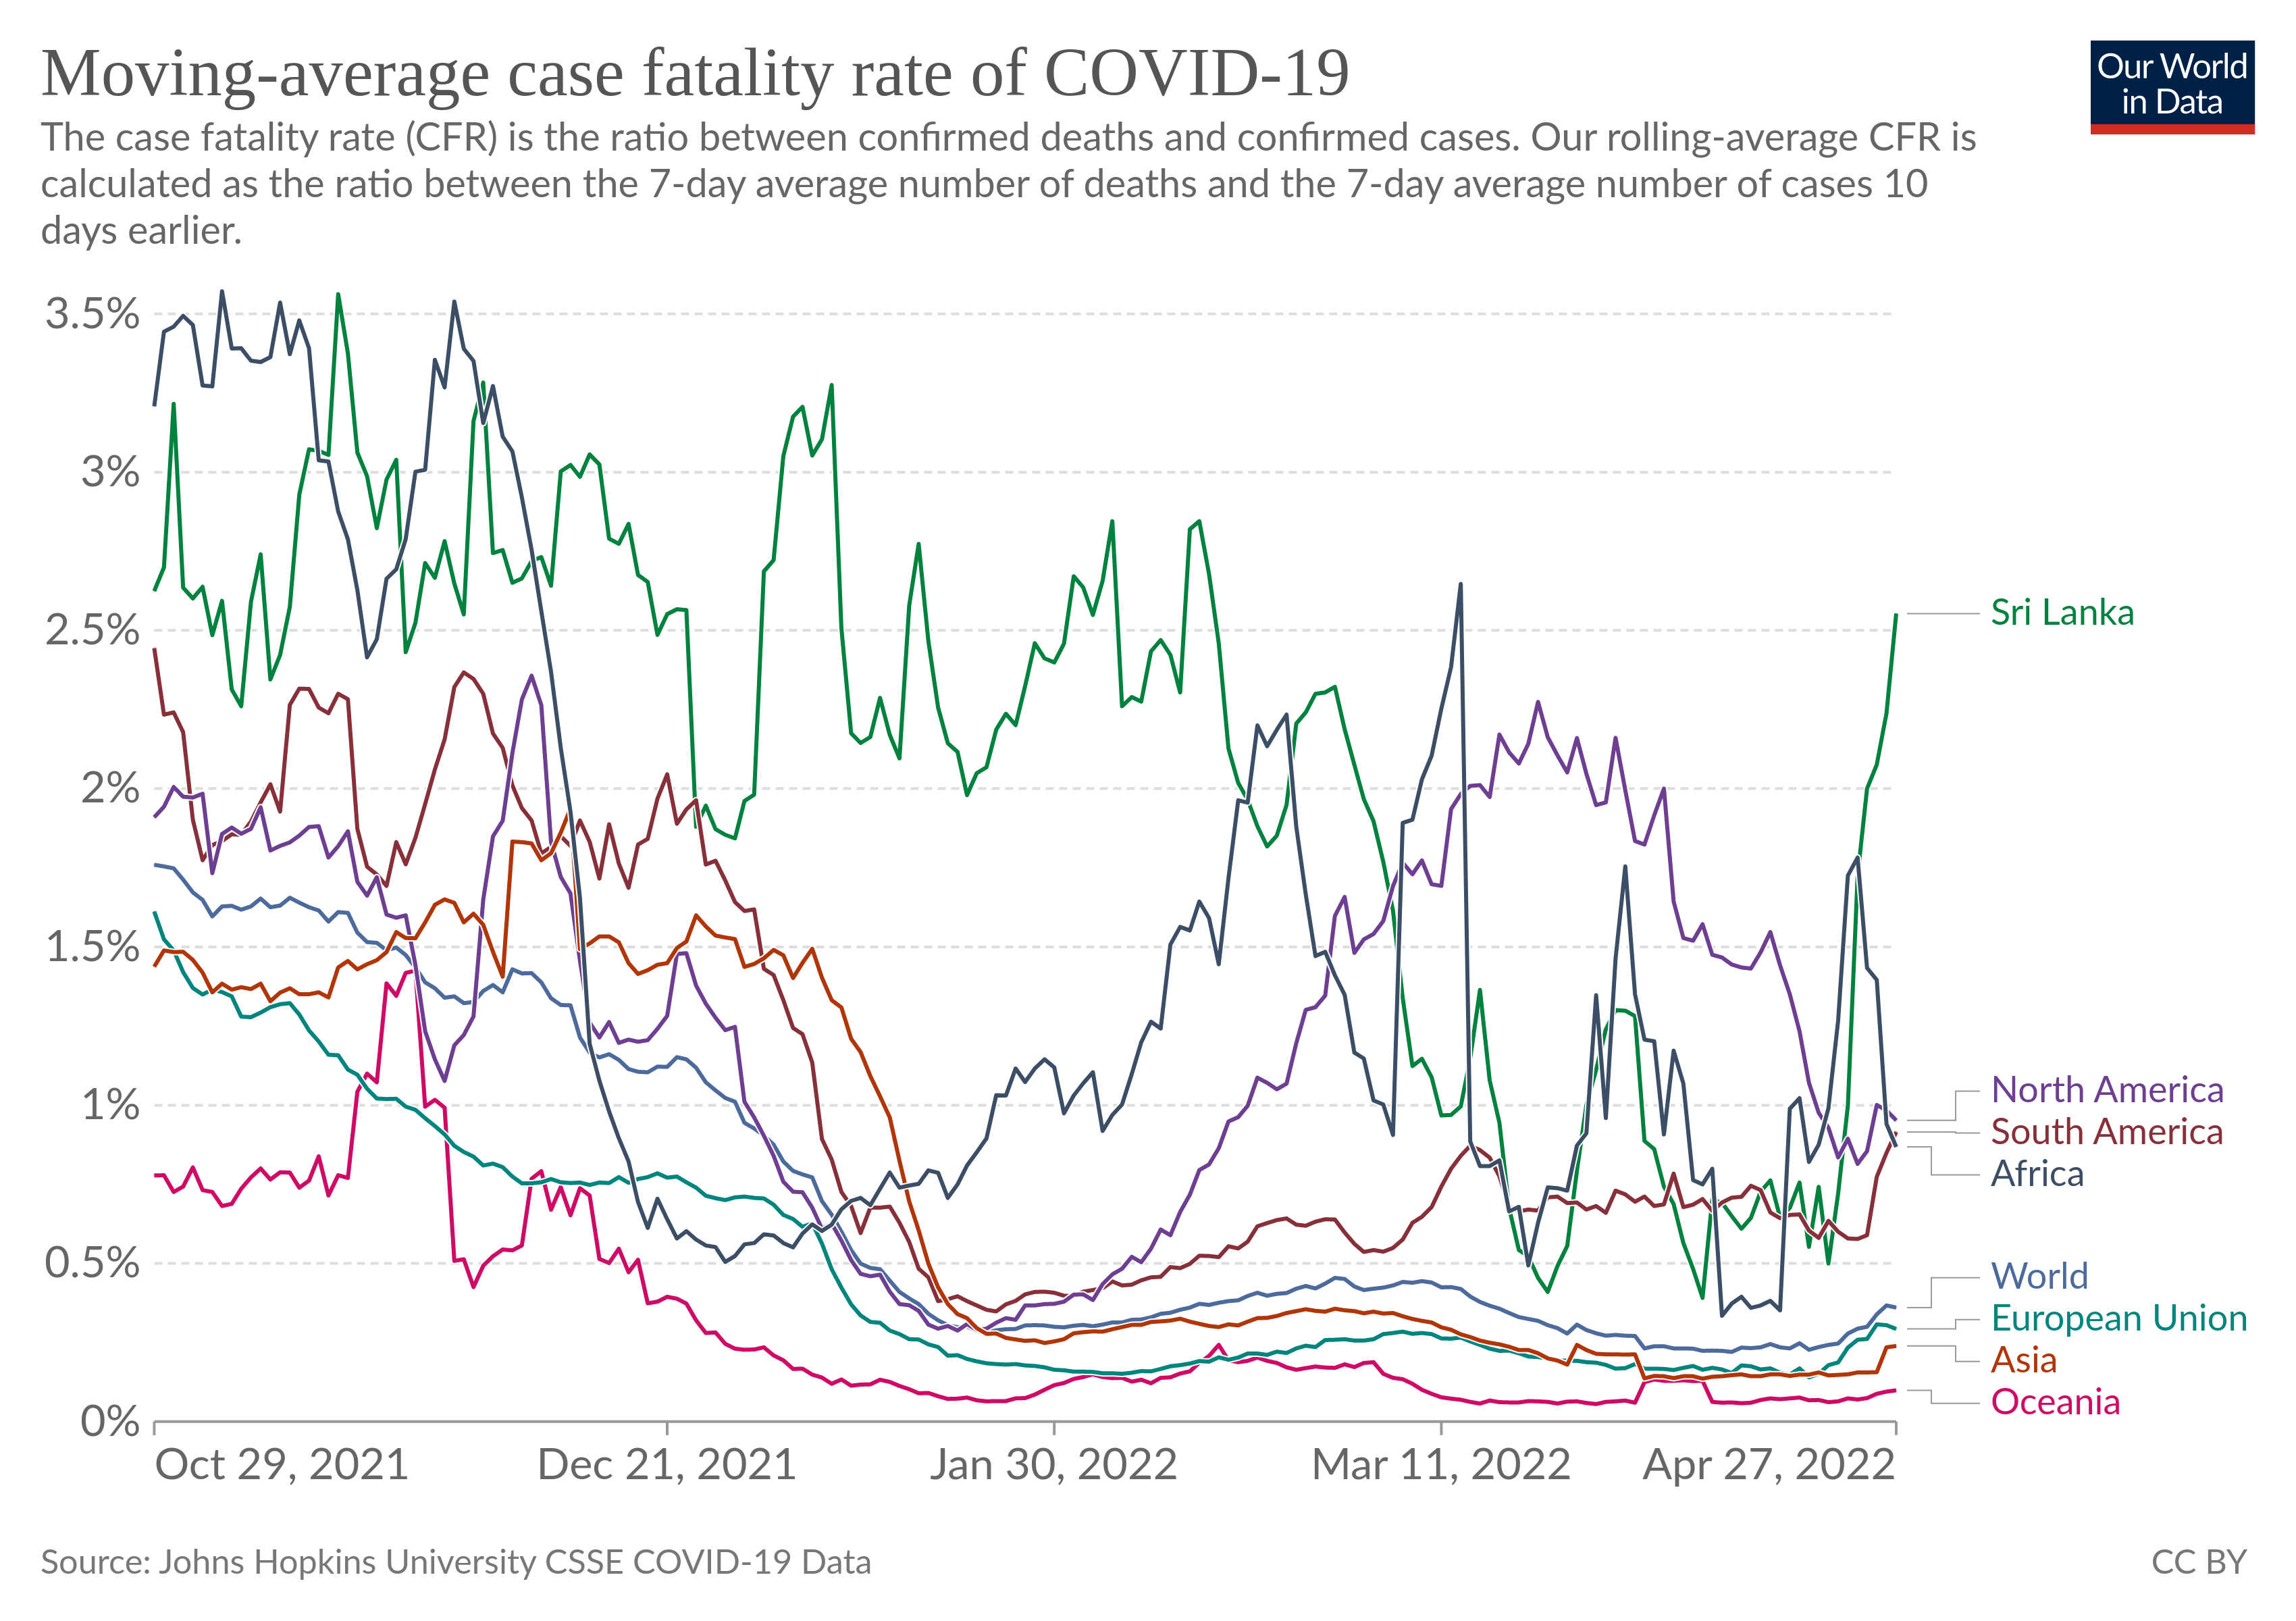 Moving-average case fatality rate of COVID-19
Our World
in Data
The case fatality rate (CFR) is the ratio between confirmed deaths and confirmed cases. Our rolling-average CFR is
calculated as the ratio between the 7-day average number of deaths and the 7-day average number of cases 10
days earlier.
3.5%
3%
2.5%
2%
1.5%
1%
0.5%
0%
Sri Lanka
North America
South America
Africa
World
European Union
Asia
Oceania
Oct 29, 2021
Dec 21, 2021
Jan 30, 2022
Mar 11, 2022
Apr 27, 2022
Source: Johns Hopkins University CSSE COVID-19 Data
CC BY